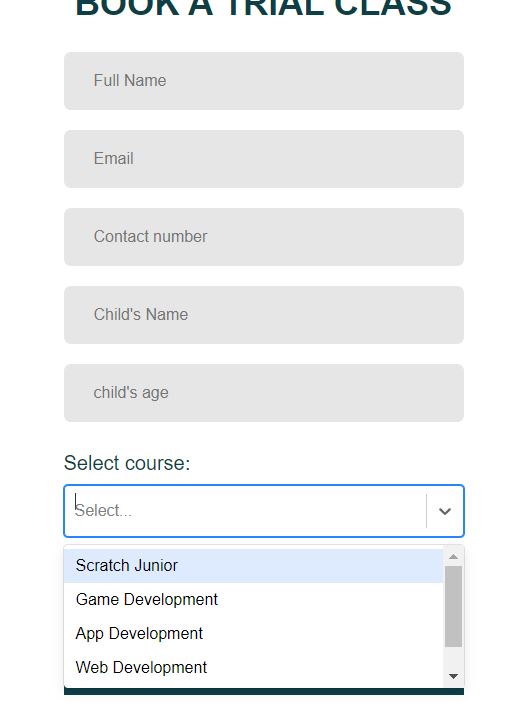 BOOK A TRIAL CLASS
Full Name
Email
Contact number
Child's Name
child's age
Select course:
Select...
Scratch Junior
Game Development
App Development
Web Development